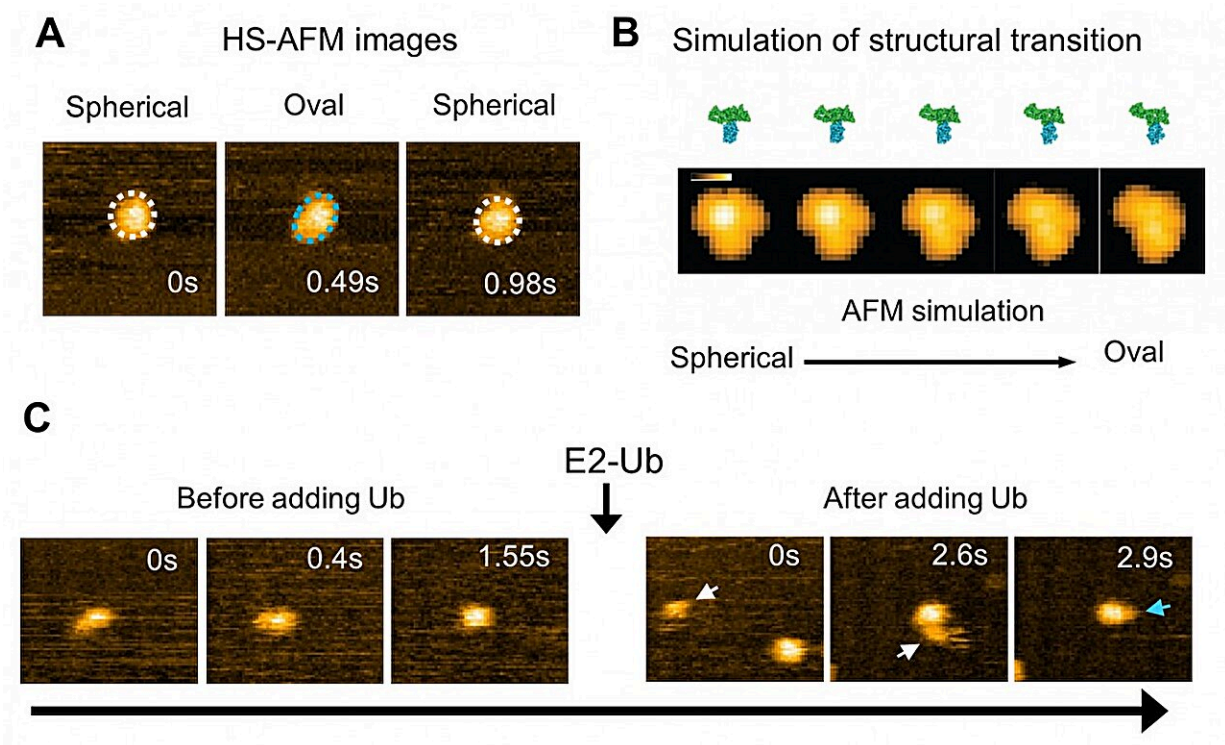 A
HS-AFM images
Spherical
Oval
Spherical
0s
0.49s
0.98s
B
Simulation of structural transition
AFM simulation
Spherical
Oval
C
E2-Ub
Before adding Ub
After adding Ub
0s
0.4s
1.55s
0s
2.6s
2.9s